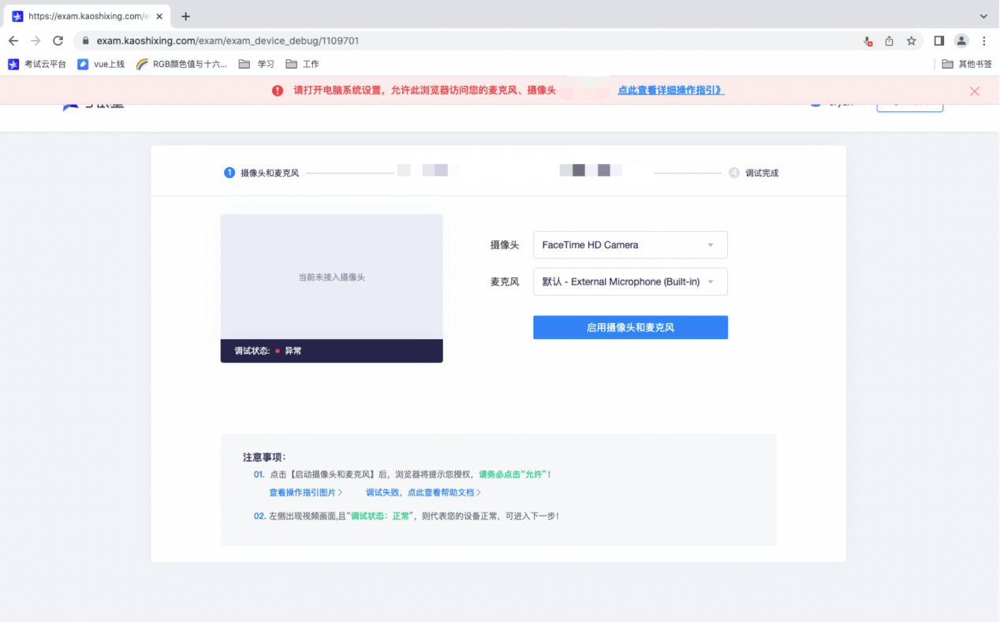 https://exam.kaoshixing.com/e
exam.kaoshixing.com/exam/exam_device_debug/1109701
考试云平台 vue上线 RGB颜色值与十六... 学习 工作 其他书签
请打开电脑系统设置，允许此浏览器访问您的麦克风、摄像头 点此查看详细操作指引》
1 摄像头和麦克风 4 调试完成
当前未接入摄像头
调试状态: 异常
摄像头 FaceTime HD Camera
麦克风 默认 - External Microphone (Built-in)
启用摄像头和麦克风
注意事项：
01. 点击【启动摄像头和麦克风】后，浏览器将提示您授权，请务必点击“允许”！
查看操作指引图片> 调试失败，点此查看帮助文档>
02. 左侧出现视频画面,且“调试状态：正常”，则代表您的设备正常，可进入下一步！